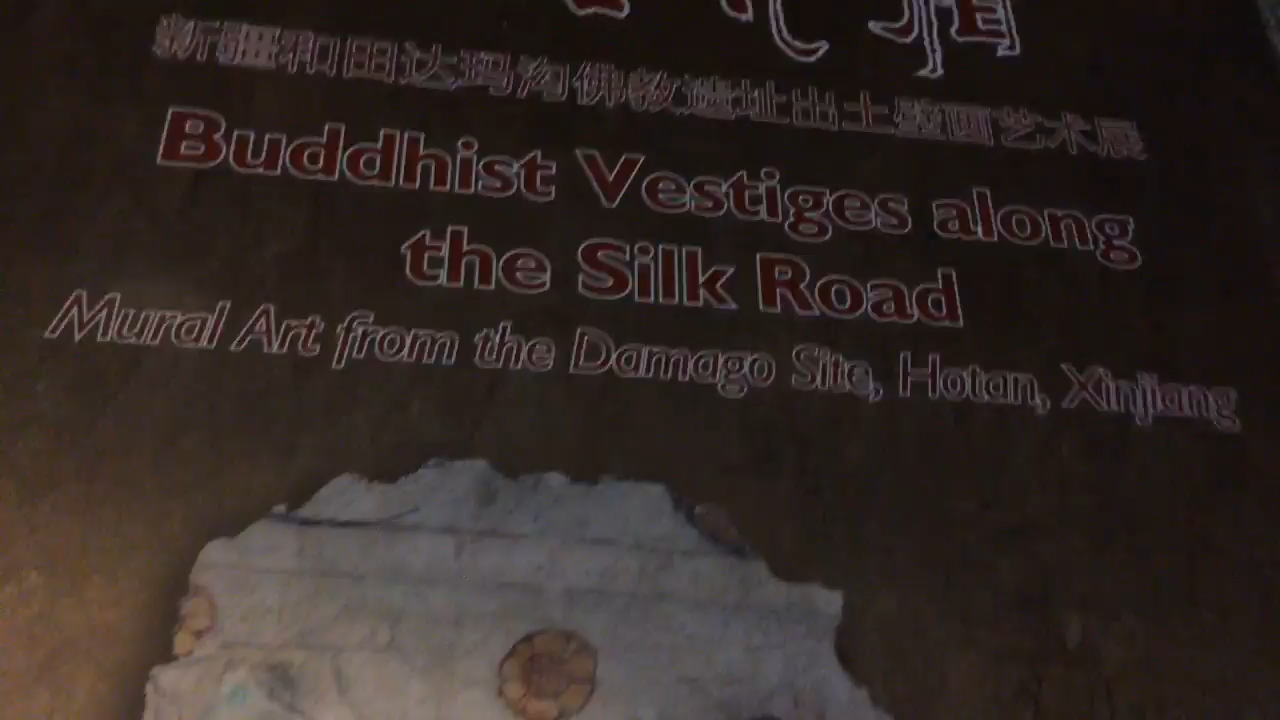 新疆和田达玛沟佛教遗址出土壁画艺术展
Buddhist Vestiges along
the Silk Road
Mural Art from the Damago Site, Hotan, Xinjiang